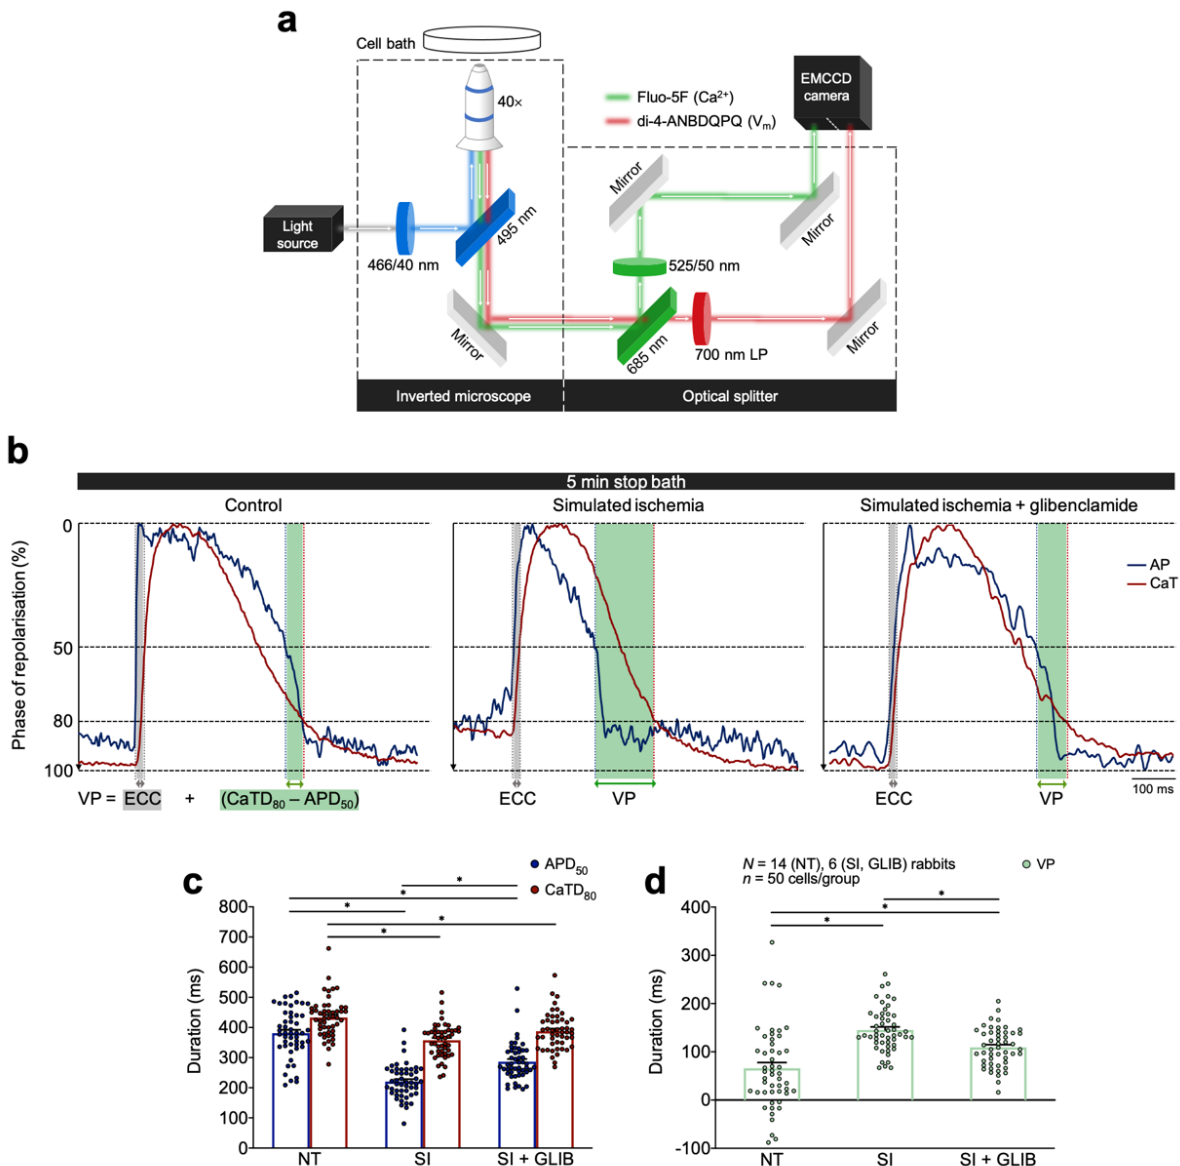 a
Cell bath
40×
Fluo-5F (Ca²⁺)
di-4-ANBDQPQ (Vₘ)
EMCCD
camera
Light
source
466/40 nm
495 nm
Mirror
Mirror
Mirror
525/50 nm
685 nm
700 nm LP
Mirror
Inverted microscope
Optical splitter
b
5 min stop bath
Control
Simulated ischemia
Simulated ischemia + glibenclamide
Phase of repolarisation (%)
0
50
80
100
AP
CaT
VP = ECC + (CaTD₈₀ – APD₅₀)
ECC
VP
ECC
VP
100 ms
c
APD₅₀
CaTD₈₀
* * * * *
Duration (ms)
800
700
600
500
400
300
200
100
0
NT
SI
SI + GLIB
d
N = 14 (NT), 6 (SI, GLIB) rabbits
n = 50 cells/group
VP
* * *
Duration (ms)
400
300
200
100
0
-100
NT
SI
SI + GLIB